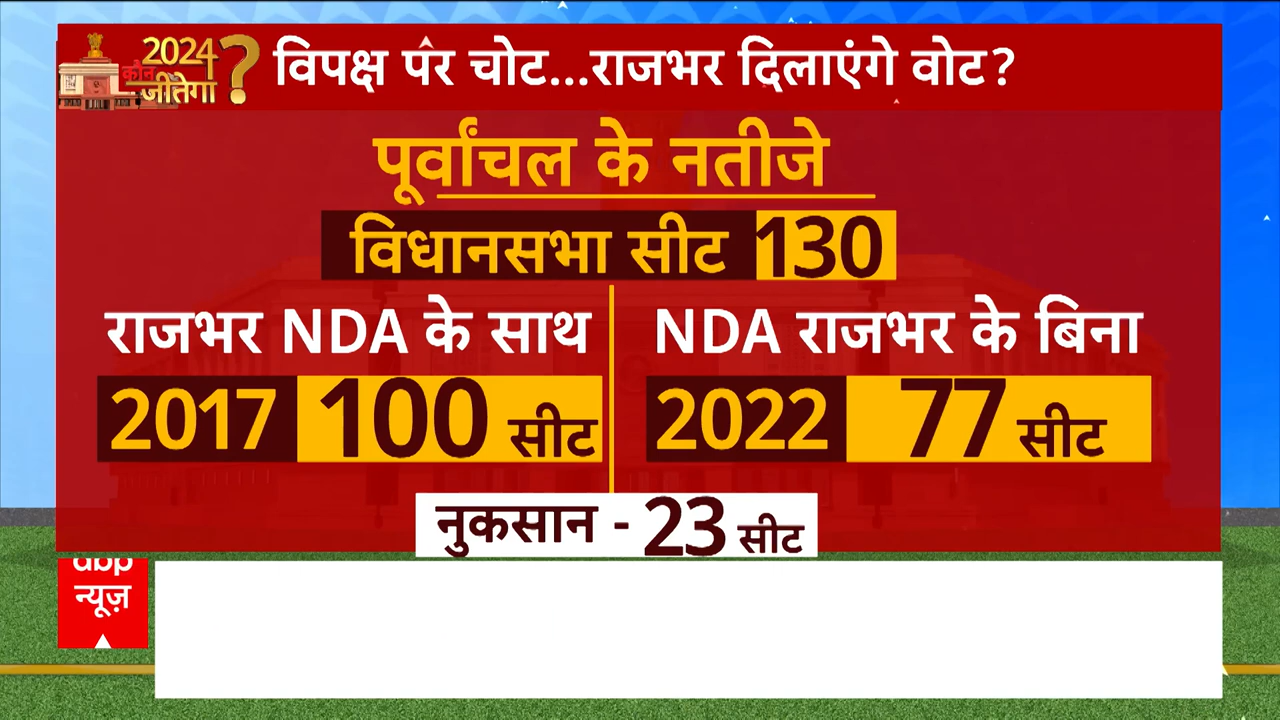 2024
कौन
जीतेगा ?
विपक्ष पर चोट...राजभर दिलाएंगे वोट?
पूर्वांचल के नतीजे
विधानसभा सीट 130
राजभर NDA के साथ
2017 100 सीट
NDA राजभर के बिना
2022 77 सीट
नुकसान - 23 सीट
abp
न्यूज़